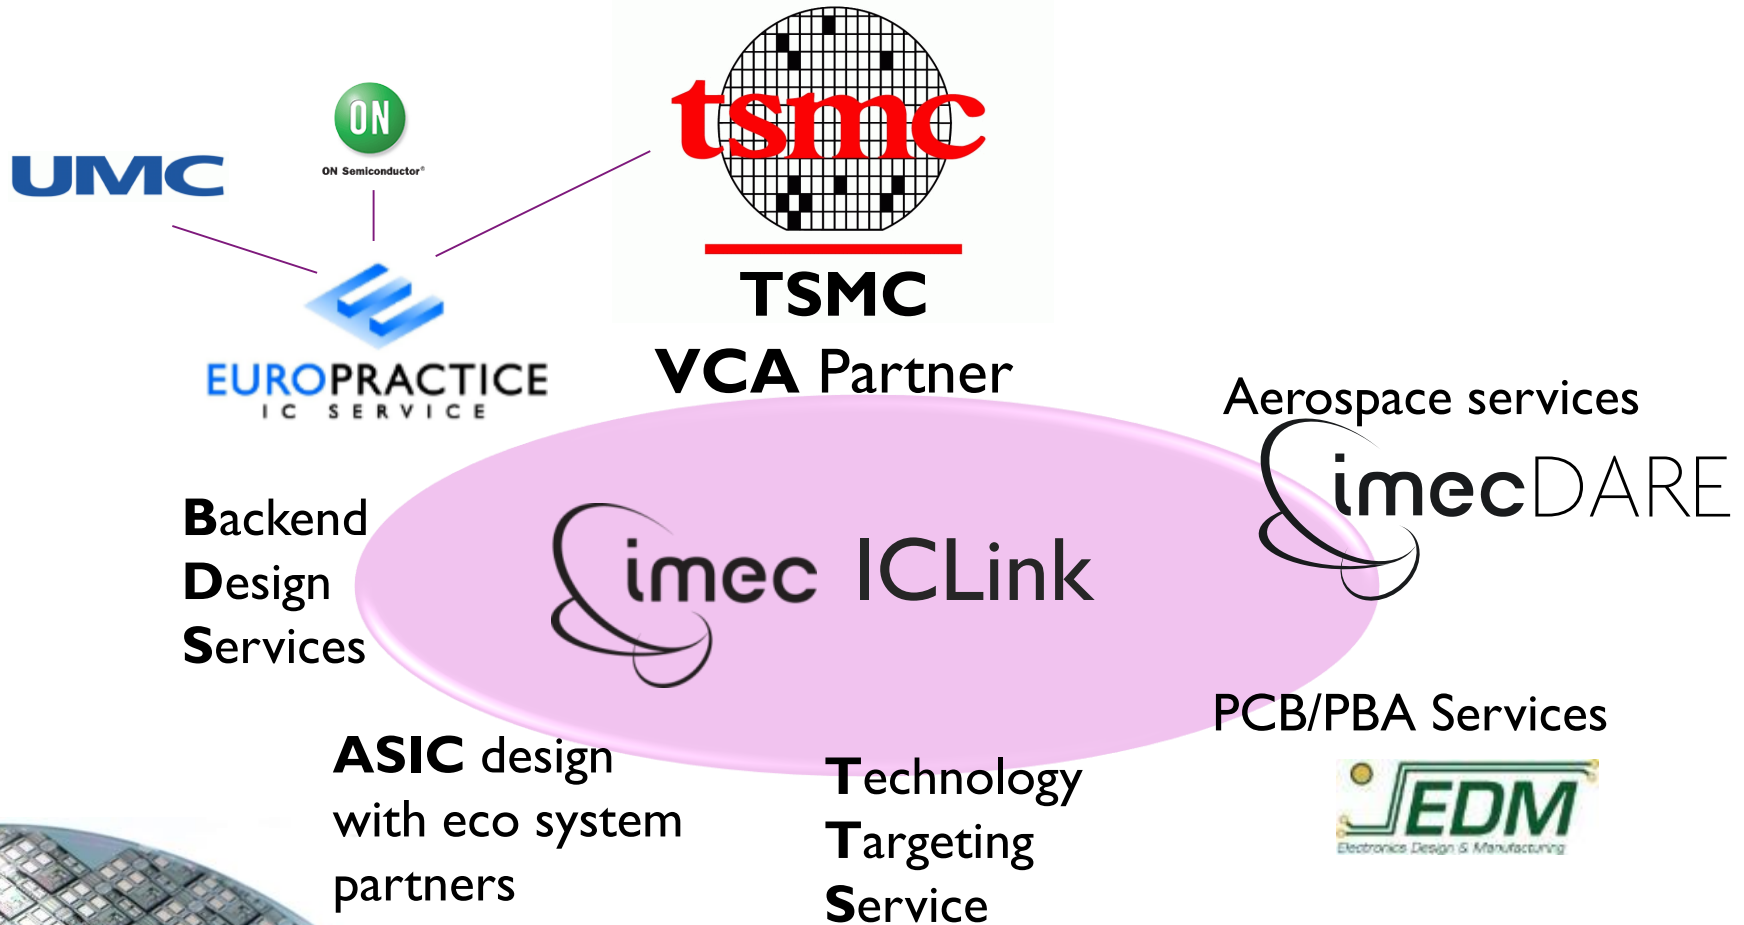 tsmc
ON
ON Semiconductor®
UMC
TSMC
VCA Partner
EUROPRACTICE
IC SERVICE
Aerospace services
imecDARE
Backend
Design
Services
imec ICLink
PCB/PBA Services
ASIC design
with eco system
partners
Technology
Targeting
Service
EDM
Electronics Design & Manufacturing